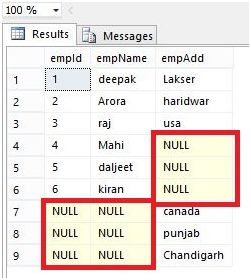 100 %
Results Messages
empId empName empAdd
1 1 deepak Lakser
2 2 Arora haridwar
3 3 raj usa
4 4 Mahi NULL
5 5 daljeet NULL
6 6 kiran NULL
7 NULL NULL canada
8 NULL NULL punjab
9 NULL NULL Chandigarh